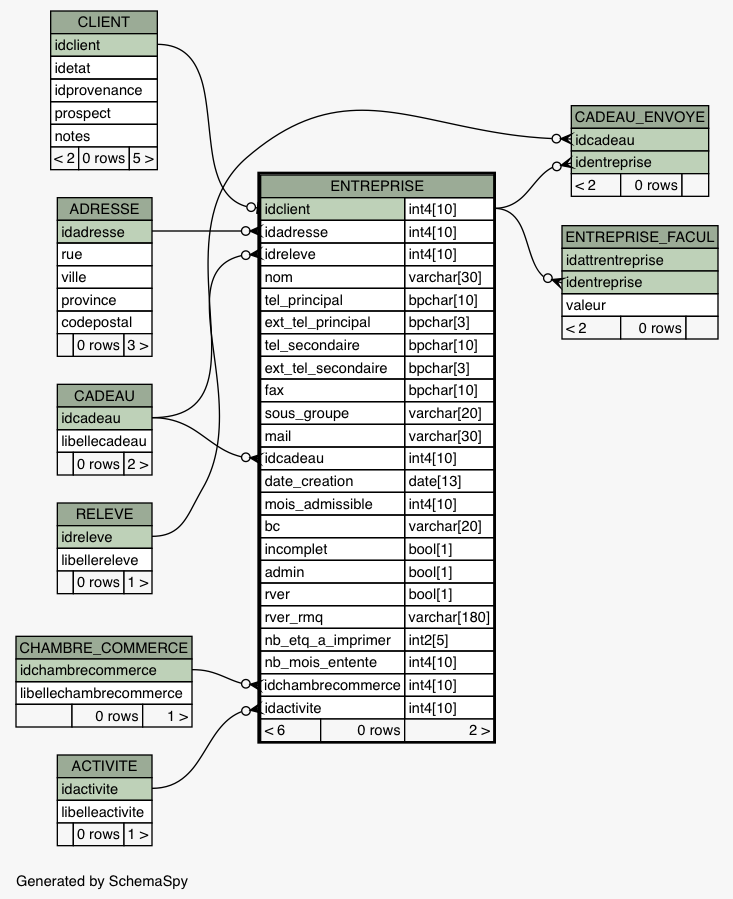 CLIENT
idclient
idetat
idprovenance
prospect
notes
< 2 0 rows 5 >
ADRESSE
idadresse
rue
ville
province
codepostal
0 rows 3 >
CADEAU
idcadeau
libellecadeau
0 rows 2 >
RELEVE
idreleve
libellereleve
0 rows 1 >
CHAMBRE_COMMERCE
idchambrecommerce
libellechambrecommerce
0 rows 1 >
ACTIVITE
idactivite
libelleactivite
0 rows 1 >
ENTREPRISE
idclient int4[10]
idadresse int4[10]
idreleve int4[10]
nom varchar[30]
tel_principal bpchar[10]
ext_tel_principal bpchar[3]
tel_secondaire bpchar[10]
ext_tel_secondaire bpchar[3]
fax bpchar[10]
sous_groupe varchar[20]
mail varchar[30]
idcadeau int4[10]
date_creation date[13]
mois_admissible int4[10]
bc varchar[20]
incomplet bool[1]
admin bool[1]
rver bool[1]
rver_rmq varchar[180]
nb_etq_a_imprimer int2[5]
nb_mois_entente int4[10]
idchambrecommerce int4[10]
idactivite int4[10]
< 6 0 rows 2 >
CADEAU_ENVOYE
idcadeau
identreprise
< 2 0 rows
ENTREPRISE_FACUL
idattrentreprise
identreprise
valeur
< 2 0 rows
Generated by SchemaSpy